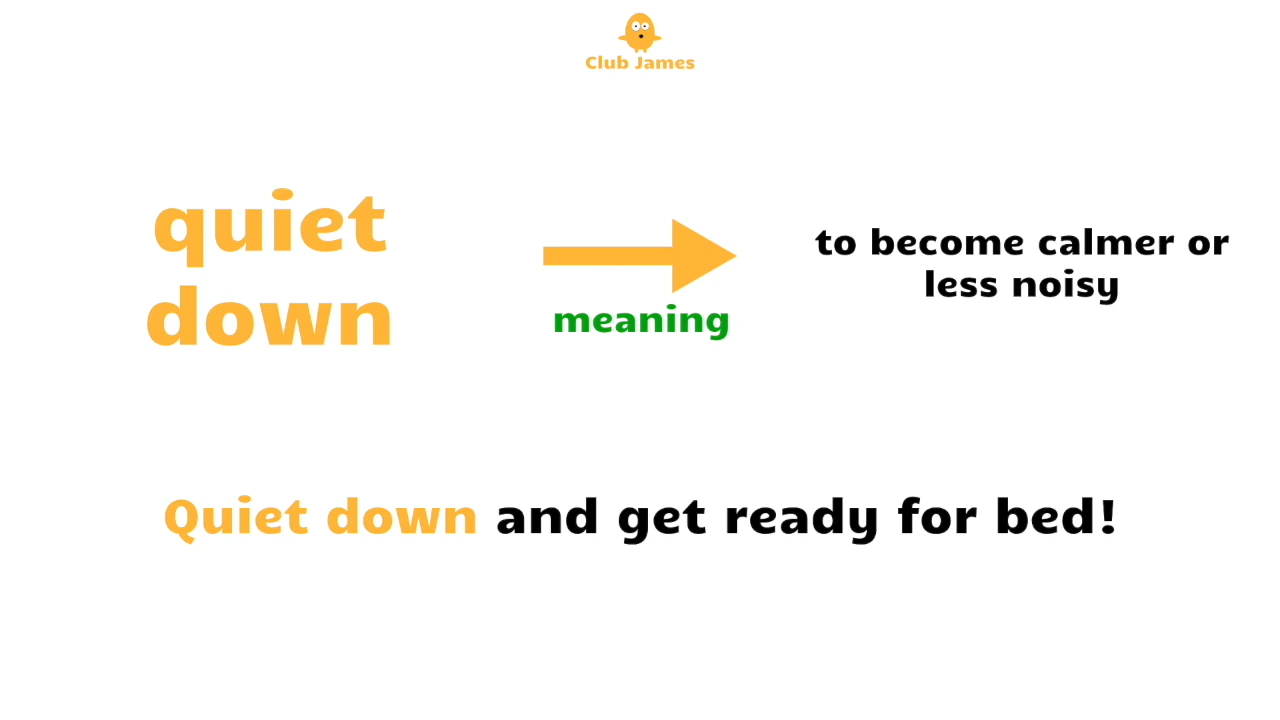 Club James
quiet
down
meaning
to become calmer or
less noisy
Quiet down and get ready for bed!